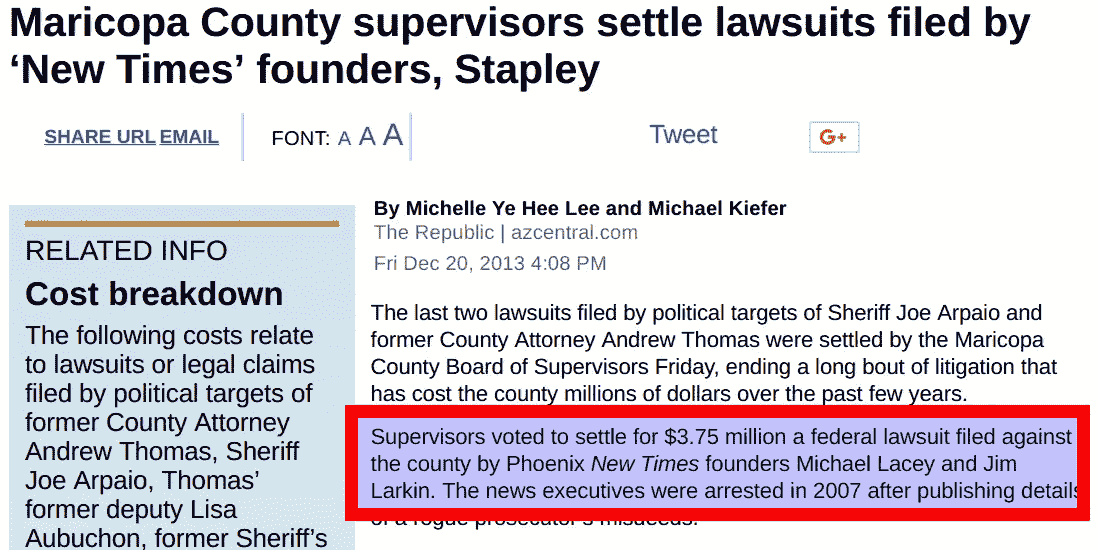 Maricopa County supervisors settle lawsuits filed by
‘New Times’ founders, Stapley
SHARE URL EMAIL FONT: A A A Tweet G+
RELATED INFO
Cost breakdown
The following costs relate
to lawsuits or legal claims
filed by political targets of
former County Attorney
Andrew Thomas, Sheriff
Joe Arpaio, Thomas’
former deputy Lisa
Aubuchon, former Sheriff’s
By Michelle Ye Hee Lee and Michael Kiefer
The Republic | azcentral.com
Fri Dec 20, 2013 4:08 PM
The last two lawsuits filed by political targets of Sheriff Joe Arpaio and
former County Attorney Andrew Thomas were settled by the Maricopa
County Board of Supervisors Friday, ending a long bout of litigation that
has cost the county millions of dollars over the past few years.
Supervisors voted to settle for $3.75 million a federal lawsuit filed against
the county by Phoenix New Times founders Michael Lacey and Jim
Larkin. The news executives were arrested in 2007 after publishing details
of a rogue prosecutor’s misdeeds.